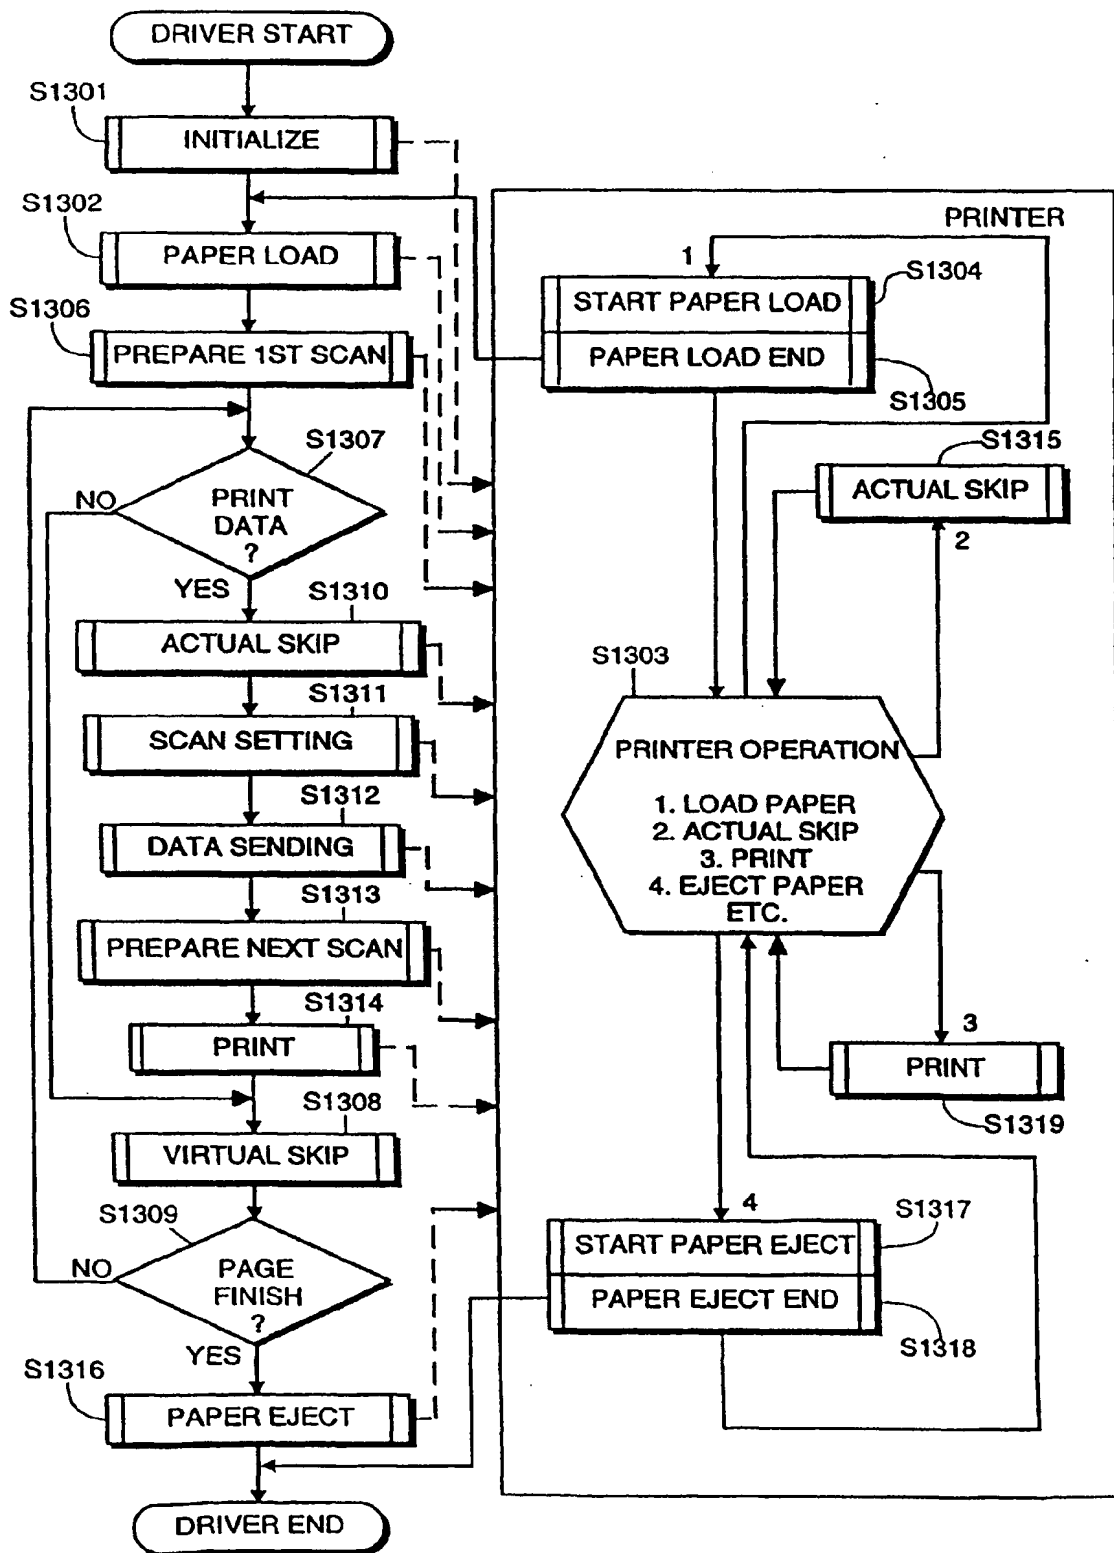 DRIVER START
S1301
INITIALIZE
S1302
PAPER LOAD
S1306
PREPARE 1ST SCAN
S1307
NO
PRINT
DATA
?
YES
S1310
ACTUAL SKIP
S1311
SCAN SETTING
S1312
DATA SENDING
S1313
PREPARE NEXT SCAN
S1314
PRINT
S1308
VIRTUAL SKIP
S1309
NO
PAGE
FINISH
?
YES
S1316
PAPER EJECT
DRIVER END
PRINTER
1
S1304
START PAPER LOAD
PAPER LOAD END
S1305
S1315
ACTUAL SKIP
2
S1303
PRINTER OPERATION
1. LOAD PAPER
2. ACTUAL SKIP
3. PRINT
4. EJECT PAPER
ETC.
3
PRINT
S1319
4
S1317
START PAPER EJECT
PAPER EJECT END
S1318